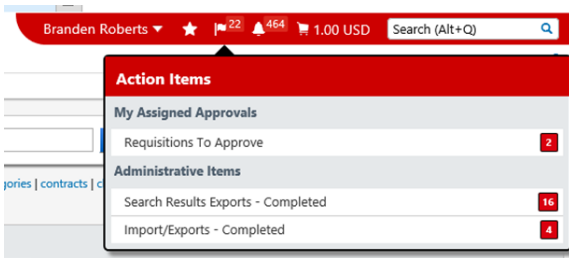 Branden Roberts 22 464 1.00 USD Search (Alt+Q)
Action Items
My Assigned Approvals
Requisitions To Approve 2
Administrative Items
gories | contracts |
Search Results Exports - Completed 16
Import/Exports - Completed 4